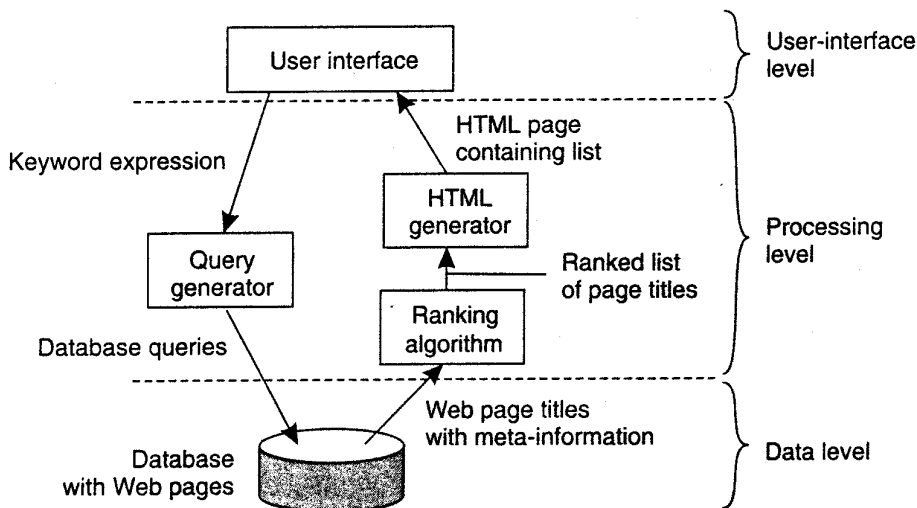 User interface
User-interface
level
Keyword expression
HTML page
containing list
HTML
generator
Processing
level
Query
generator
Ranked list
of page titles
Ranking
algorithm
Database queries
Web page titles
with meta-information
Database
with Web pages
Data level